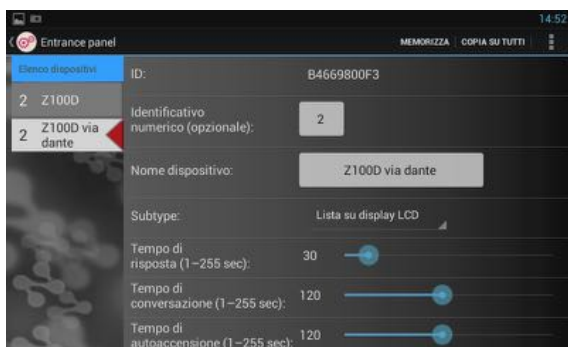 14:52
Entrance panel
MEMORIZZA
COPIA SU TUTTI
Elenco dispositivi
2 Z100D
2 Z100D via
dante
ID: B4669800F3
Identificativo
numerico (opzionale): 2
Nome dispositivo: Z100D via dante
Subtype: Lista su display LCD
Tempo di
risposta (1–255 sec): 30
Tempo di
conversazione (1–255 sec): 120
Tempo di
autoaccensione (1–255 sec): 120